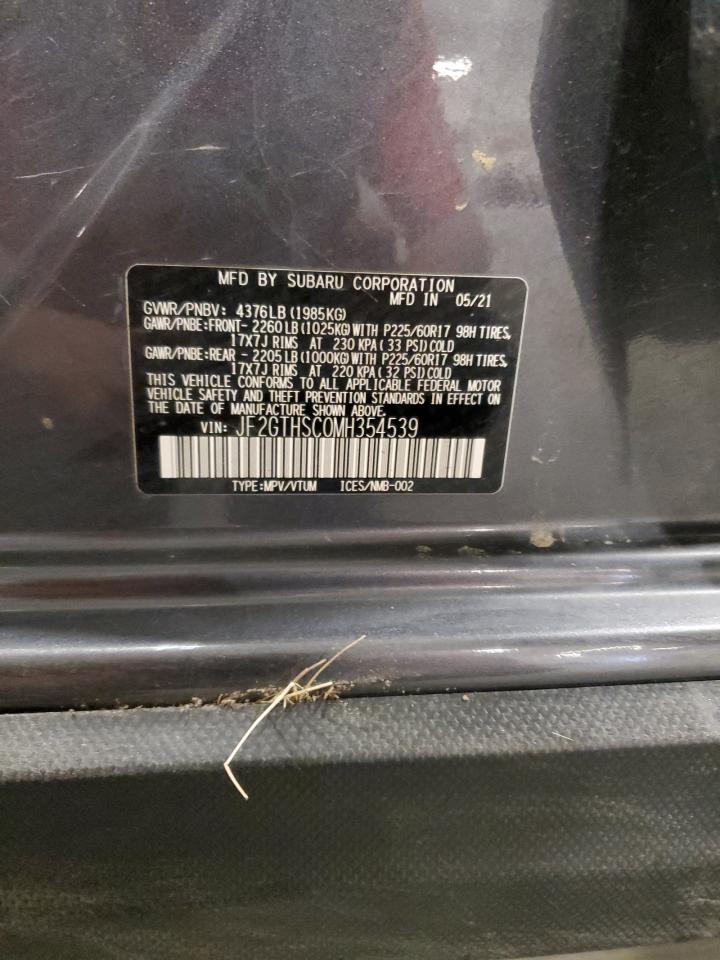 MFD BY SUBARU CORPORATION
MFD IN 05/21
GVWR/PNBV: 4376LB (1985KG)
GAWR/PNBE:FRONT- 2260LB (1025KG) WITH P225/60R17 98H TIRES,
17X7J RIMS AT 230 KPA ( 33 PSI) COLD
GAWR/PNBE:REAR - 2205LB (1000KG) WITH P225/60R17 98H TIRES,
17X7J RIMS AT 220 KPA ( 32 PSI) COLD
THIS VEHICLE CONFORMS TO ALL APPLICABLE FEDERAL MOTOR
VEHICLE SAFETY AND THEFT PREVENTION STANDARDS IN EFFECT ON
THE DATE OF MANUFACTURE SHOWN ABOVE.
VIN: JF2GTHSC0MH354539
TYPE:MPV/VTUM ICES/NMB-002